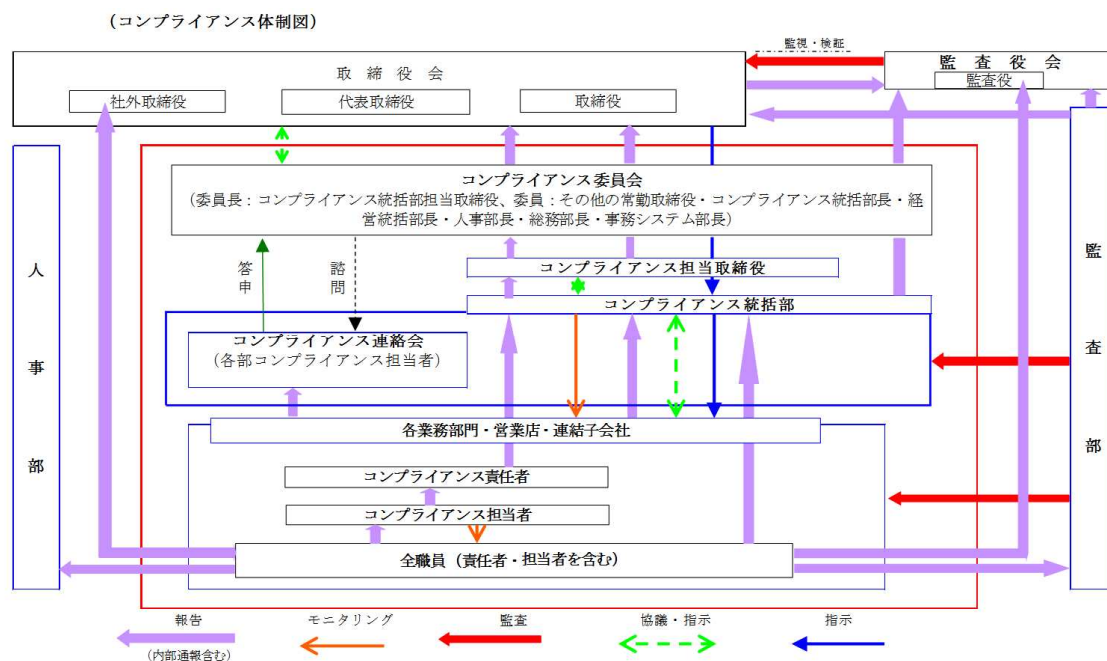 （コンプライアンス体制図）
監視・検証
取締役会
監査役会
監査役
社外取締役
代表取締役
取締役
コンプライアンス委員会
（委員長：コンプライアンス統括部担当取締役、委員：その他の常勤取締役・コンプライアンス統括部長・経
営統括部長・人事部長・総務部長・事務システム部長）
人事部
監査部
答申
諮問
コンプライアンス担当取締役
コンプライアンス統括部
コンプライアンス連絡会
（各部コンプライアンス担当者）
各業務部門・営業店・連結子会社
コンプライアンス責任者
コンプライアンス担当者
全職員（責任者・担当者を含む）
報告
（内部通報含む）
モニタリング
監査
協議・指示
指示